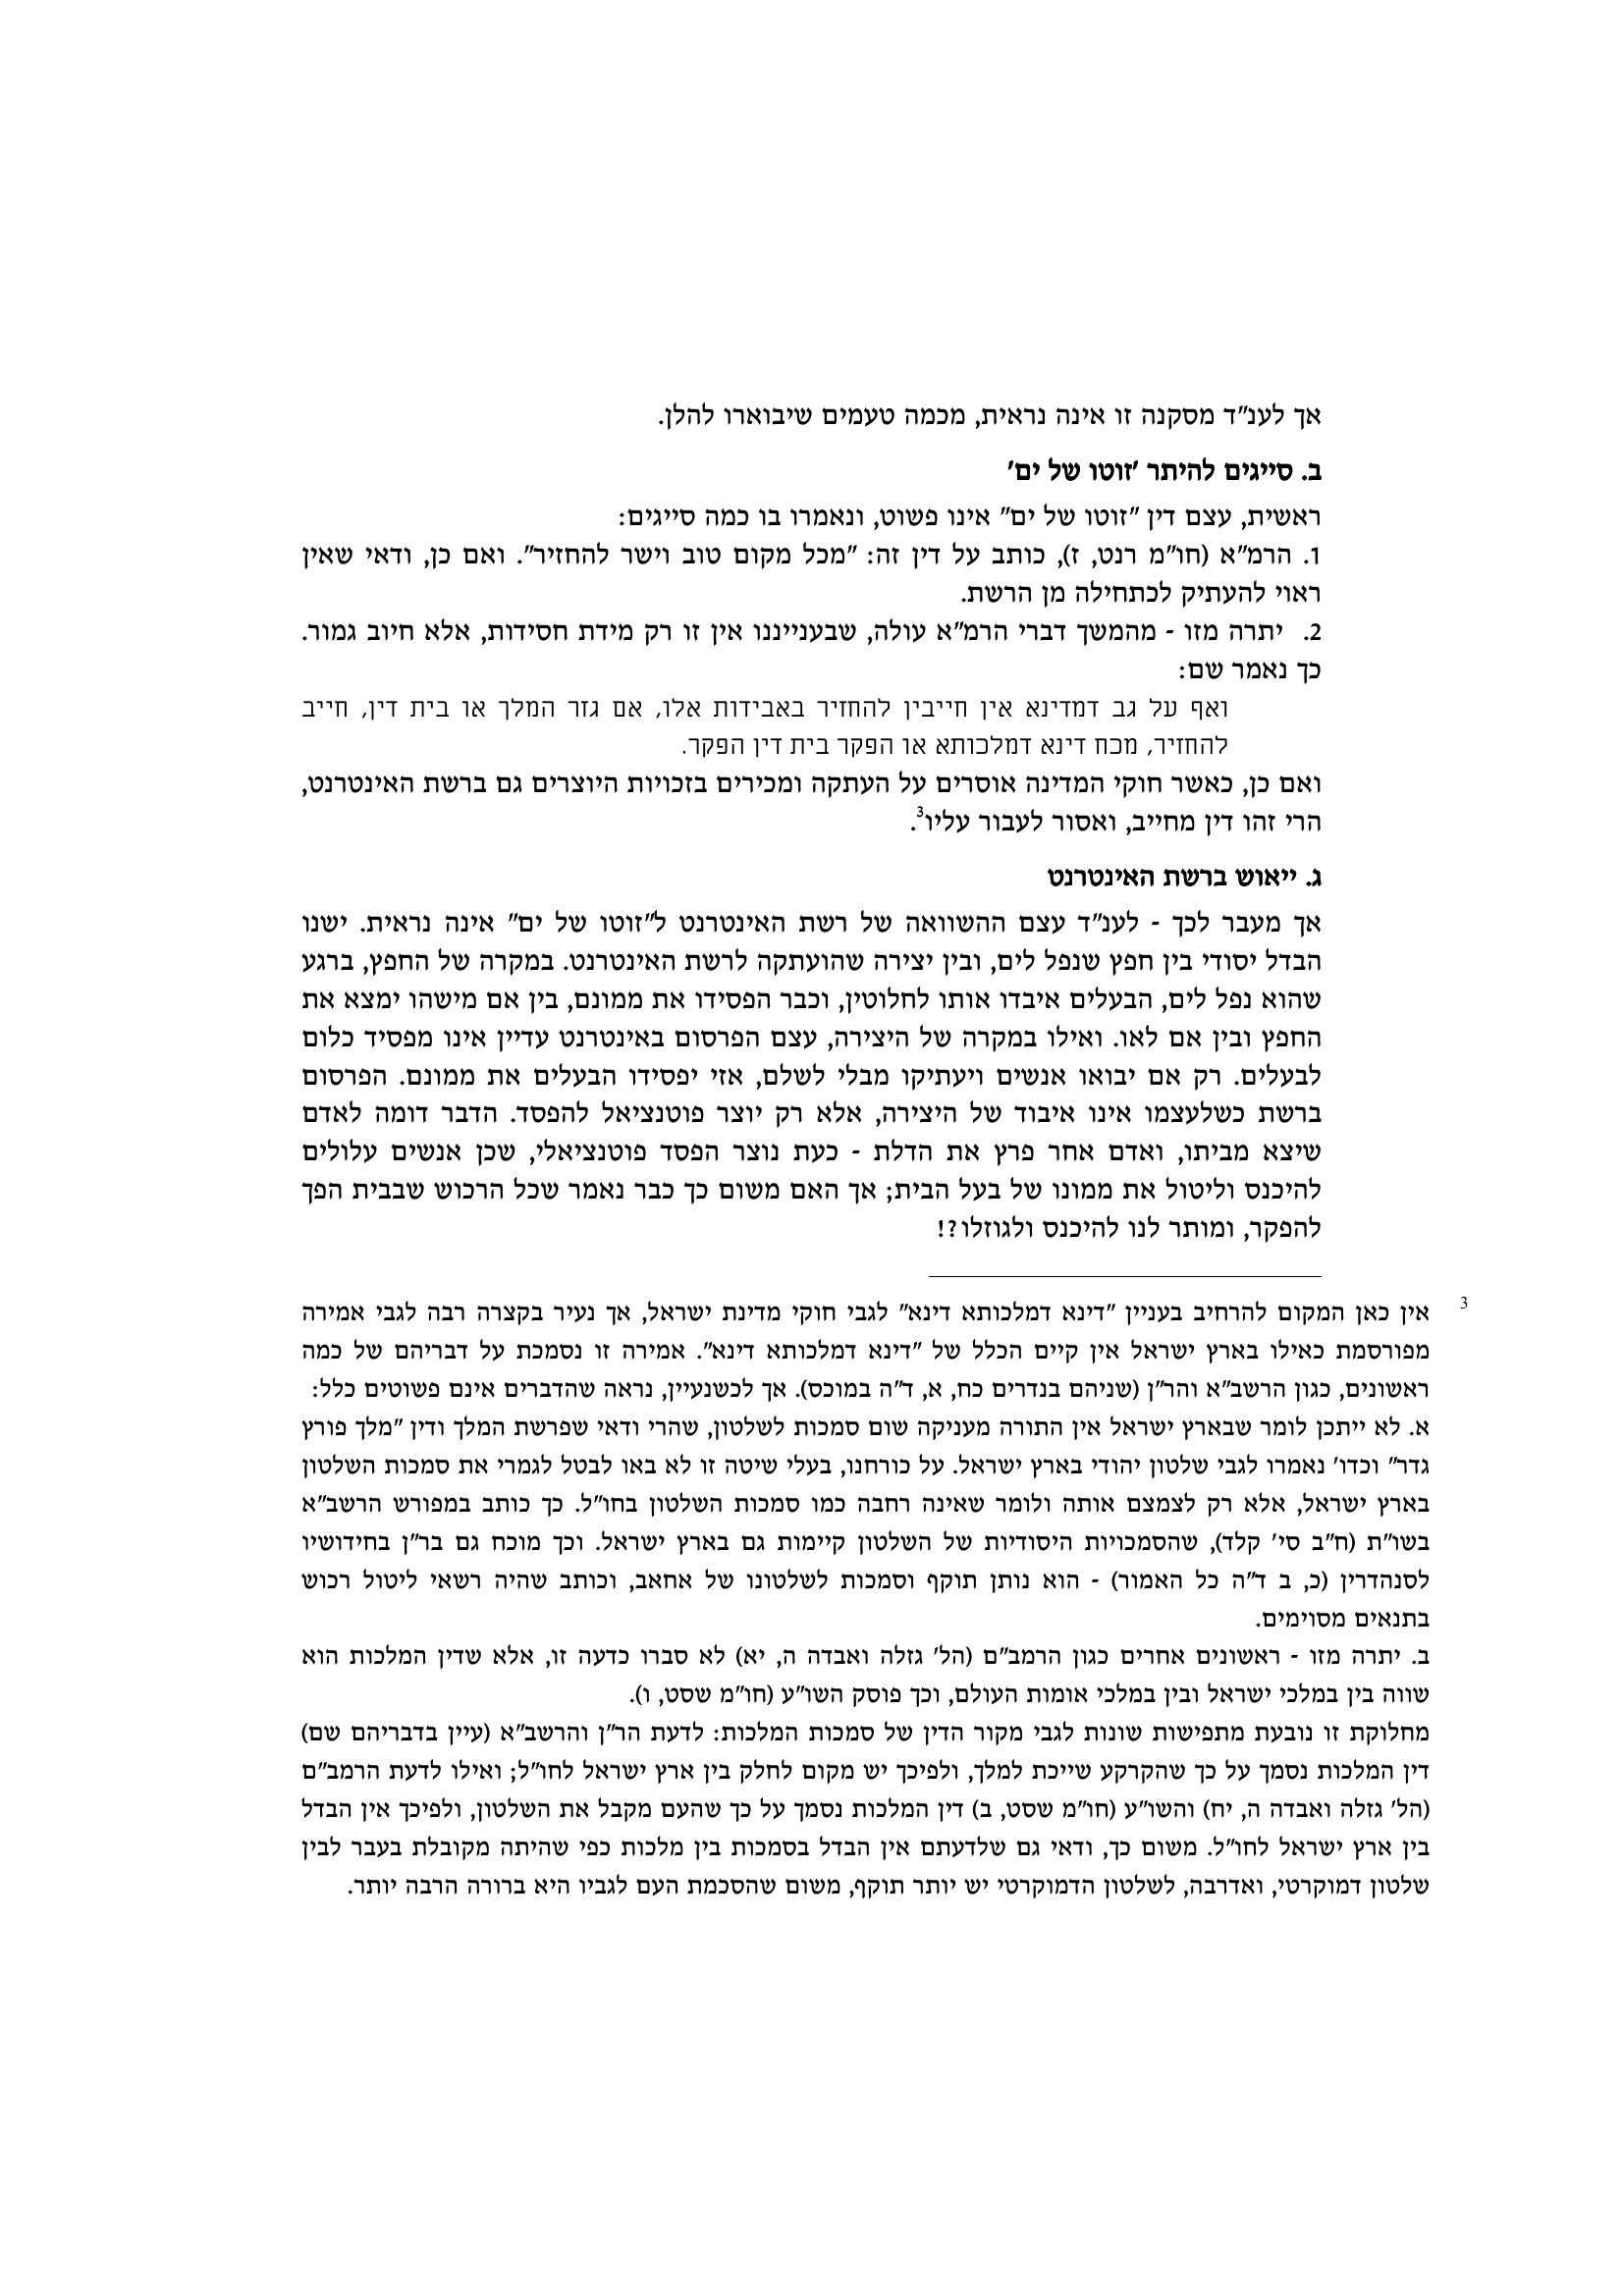 אך לענ"ד מסקנה זו אינה נראית, מכמה טעמים שיבוארו להלן.
ב. סייגים להיתר 'זוטו של ים'
ראשית, עצם דין "זוטו של ים" אינו פשוט, ונאמרו בו כמה סייגים:
1. הרמ"א (חו"מ רנט, ז), כותב על דין זה: "מכל מקום טוב וישר להחזיר". ואם כן, ודאי שאין
ראוי להעתיק לכתחילה מן הרשת.
2. יתרה מזו - מהמשך דברי הרמ"א עולה, שבענייננו אין זו רק מידת חסידות, אלא חיוב גמור.
כך נאמר שם:
ואף על גב דמדינא אין חייבין להחזיר באבידות אלו, אם גזר המלך או בית דין, חייב
להחזיר, מכח דינא דמלכותא או הפקר בית דין הפקר.
ואם כן, כאשר חוקי המדינה אוסרים על העתקה ומכירים בזכויות היוצרים גם ברשת האינטרנט,
הרי זהו דין מחייב, ואסור לעבור עליו3.
ג. ייאוש ברשת האינטרנט
אך מעבר לכך - לענ"ד עצם ההשוואה של רשת האינטרנט ל"זוטו של ים" אינה נראית. ישנו
הבדל יסודי בין חפץ שנפל לים, ובין יצירה שהועתקה לרשת האינטרנט. במקרה של החפץ, ברגע
שהוא נפל לים, הבעלים איבדו אותו לחלוטין, וכבר הפסידו את ממונם, בין אם מישהו ימצא את
החפץ ובין אם לאו. ואילו במקרה של היצירה, עצם הפרסום באינטרנט עדיין אינו מפסיד כלום
לבעלים. רק אם יבואו אנשים ויעתיקו מבלי לשלם, אזי יפסידו הבעלים את ממונם. הפרסום
ברשת כשלעצמו אינו איבוד של היצירה, אלא רק יוצר פוטנציאל להפסד. הדבר דומה לאדם
שיצא מביתו, ואדם אחר פרץ את הדלת - כעת נוצר הפסד פוטנציאלי, שכן אנשים עלולים
להיכנס וליטול את ממונו של בעל הבית; אך האם משום כך כבר נאמר שכל הרכוש שבבית הפך
להפקר, ומותר לנו להיכנס ולגוזלו?!
3 אין כאן המקום להרחיב בעניין "דינא דמלכותא דינא" לגבי חוקי מדינת ישראל, אך נעיר בקצרה רבה לגבי אמירה
מפורסמת כאילו בארץ ישראל אין קיים הכלל של "דינא דמלכותא דינא". אמירה זו נסמכת על דבריהם של כמה
ראשונים, כגון הרשב"א והר"ן (שניהם בנדרים כח, א, ד"ה במוכס). אך לכשנעיין, נראה שהדברים אינם פשוטים כלל:
א. לא ייתכן לומר שבארץ ישראל אין התורה מעניקה שום סמכות לשלטון, שהרי ודאי שפרשת המלך ודין "מלך פורץ
גדר" וכדו' נאמרו לגבי שלטון יהודי בארץ ישראל. על כורחנו, בעלי שיטה זו לא באו לבטל לגמרי את סמכות השלטון
בארץ ישראל, אלא רק לצמצם אותה ולומר שאינה רחבה כמו סמכות השלטון בחו"ל. כך כותב במפורש הרשב"א
בשו"ת (ח"ב סי' קלד), שהסמכויות היסודיות של השלטון קיימות גם בארץ ישראל. וכך מוכח גם בר"ן בחידושיו
לסנהדרין (כ, ב ד"ה כל האמור) - הוא נותן תוקף וסמכות לשלטונו של אחאב, וכותב שהיה רשאי ליטול רכוש
בתנאים מסוימים.
ב. יתרה מזו - ראשונים אחרים כגון הרמב"ם (הל' גזלה ואבדה ה, יא) לא סברו כדעה זו, אלא שדין המלכות הוא
שווה בין במלכי ישראל ובין במלכי אומות העולם, וכך פוסק השו"ע (חו"מ שסט, ו).
מחלוקת זו נובעת מתפישות שונות לגבי מקור הדין של סמכות המלכות: לדעת הר"ן והרשב"א (עיין בדבריהם שם)
דין המלכות נסמך על כך שהקרקע שייכת למלך, ולפיכך יש מקום לחלק בין ארץ ישראל לחו"ל; ואילו לדעת הרמב"ם
(הל' גזלה ואבדה ה, יח) והשו"ע (חו"מ שסט, ב) דין המלכות נסמך על כך שהעם מקבל את השלטון, ולפיכך אין הבדל
בין ארץ ישראל לחו"ל. משום כך, ודאי גם שלדעתם אין הבדל בסמכות בין מלכות כפי שהיתה מקובלת בעבר לבין
שלטון דמוקרטי, ואדרבה, לשלטון הדמוקרטי יש יותר תוקף, משום שהסכמת העם לגביו היא ברורה הרבה יותר.